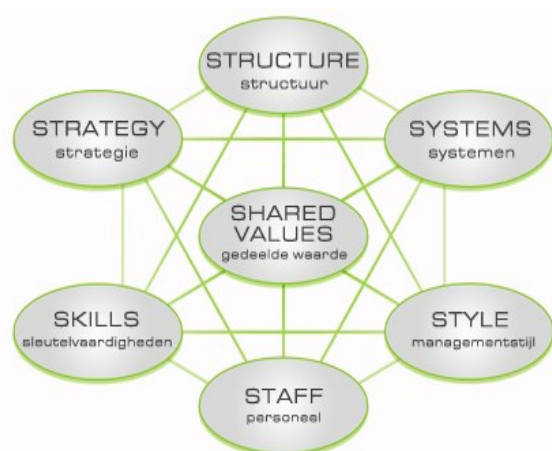 STRUCTURE
structuur
STRATEGY
strategie
SYSTEMS
systemen
SHARED
VALUES
gedeelde waarde
SKILLS
sleutelvaardigheden
STYLE
managementstijl
STAFF
personeel